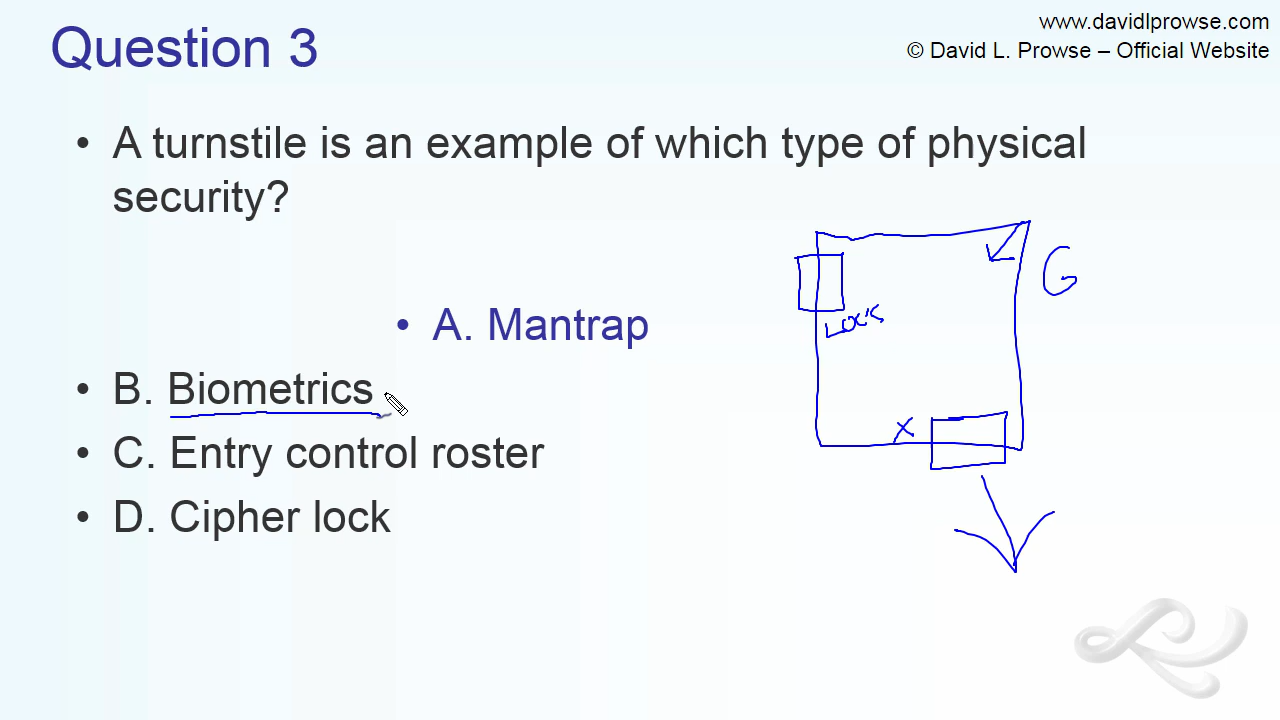 www.davidlprowse.com
Question 3
© David L. Prowse – Official Website
• A turnstile is an example of which type of physical
security?
G
• A. Mantrap
LOCK
• B. Biometrics
X
• C. Entry control roster
• D. Cipher lock